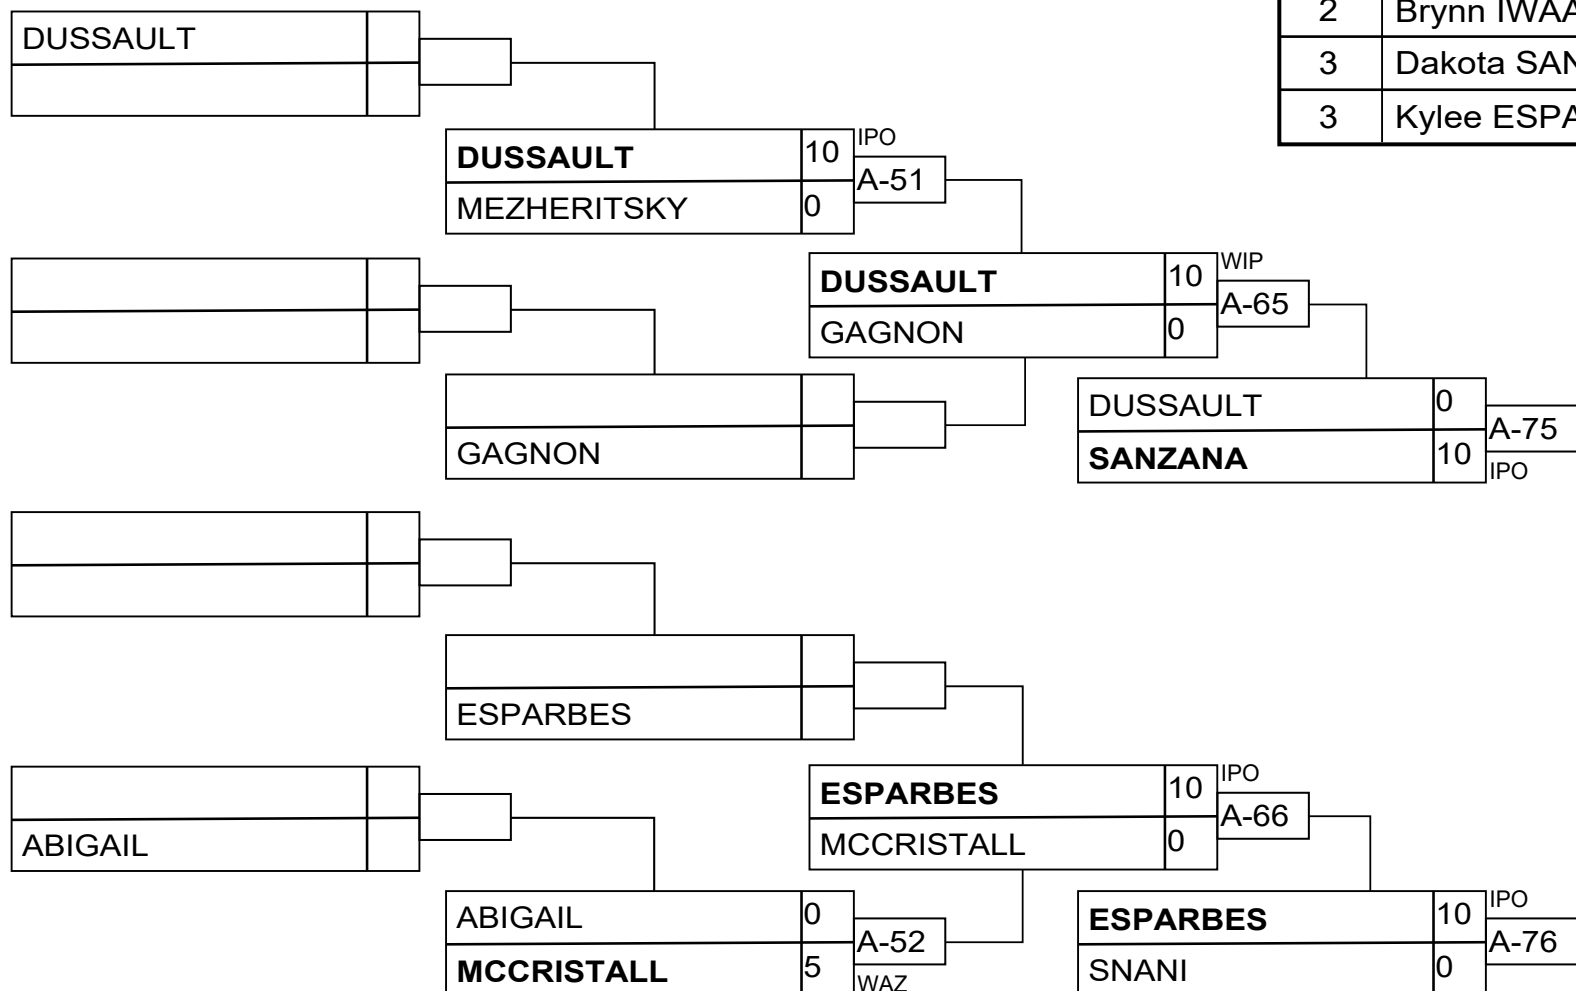 DUSSAULT
2
3 Dakota
3 Kylee
DUSSAULT 10 IPO
A-51
MEZHERITSKY 0
DUSSAULT 10 WIP
A-65
GAGNON 0
GAGNON
DUSSAULT 0
A-75
SANZANA 10 IPO
ESPARBES
ESPARBES 10 IPO
A-66
MCCRISTALL 0
ABIGAIL
ABIGAIL 0
A-52
MCCRISTALL 5 WAZ
ESPARBES 10 IPO
A-76
SNANI 0